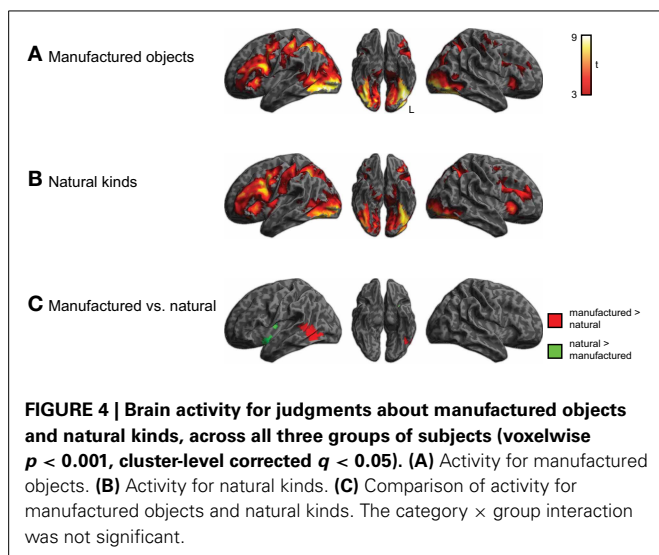 A Manufactured objects
9
t
3
L
B Natural kinds
C Manufactured vs. natural
manufactured >
natural
natural >
manufactured
FIGURE 4 | Brain activity for judgments about manufactured objects
and natural kinds, across all three groups of subjects (voxelwise
p < 0.001, cluster-level corrected q < 0.05). (A) Activity for manufactured
objects. (B) Activity for natural kinds. (C) Comparison of activity for
manufactured objects and natural kinds. The category × group interaction
was not significant.